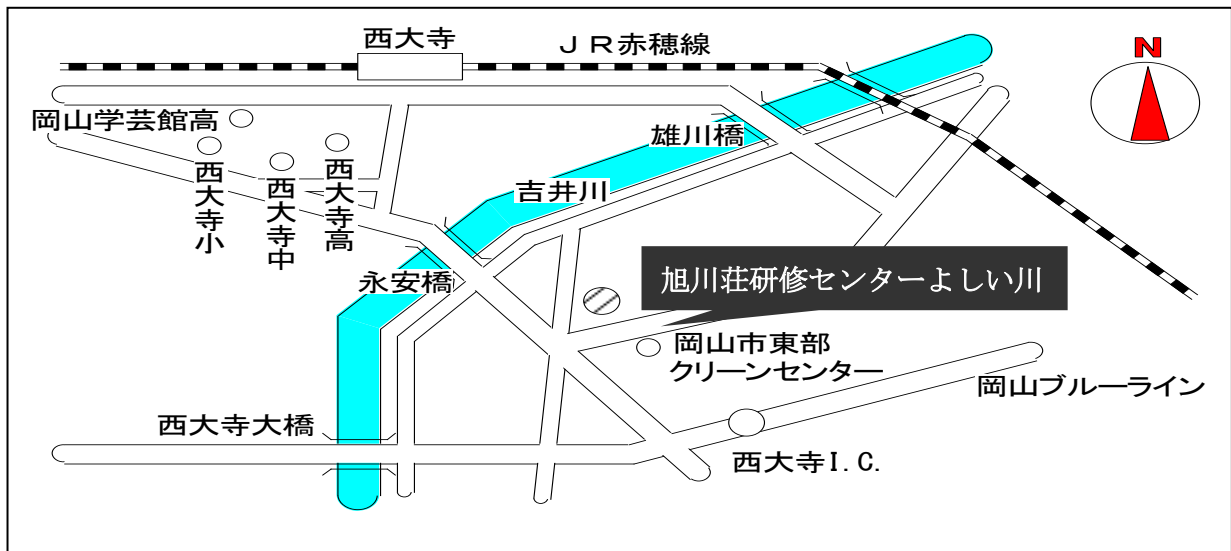 西大寺
ＪＲ赤穂線
N
岡山学芸館高
雄川橋
西大寺小
西大寺中
西大寺高
吉井川
永安橋
旭川荘研修センターよしい川
岡山市東部
クリーンセンター
岡山ブルーライン
西大寺大橋
西大寺I.C.